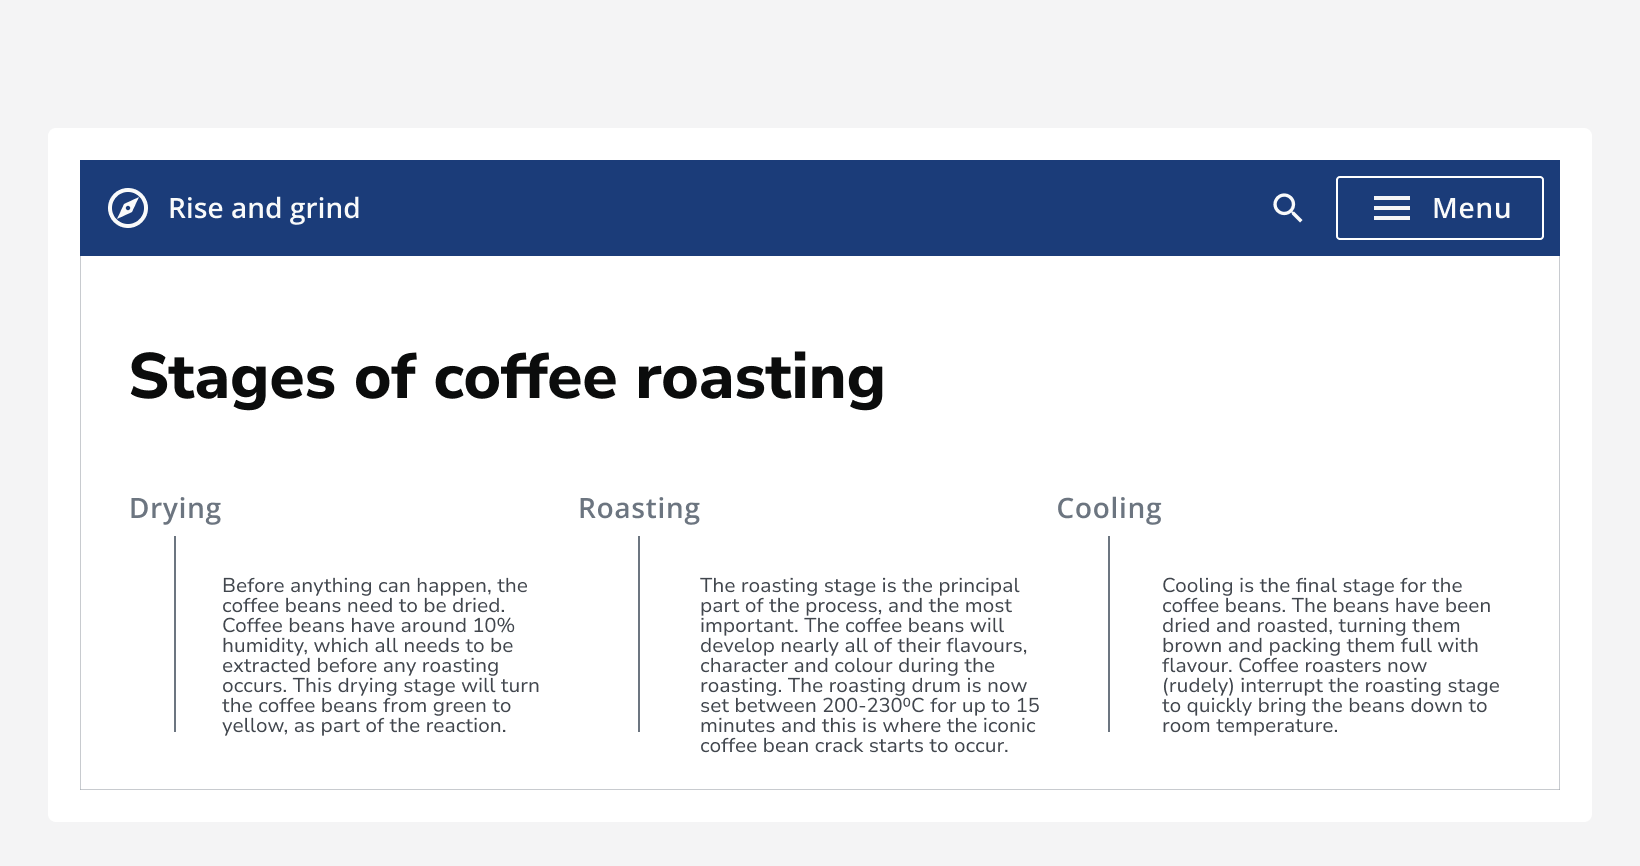 Rise and grind
Menu
Stages of coffee roasting
Drying
Before anything can happen, the
coffee beans need to be dried.
Coffee beans have around 10%
humidity, which all needs to be
extracted before any roasting
occurs. This drying stage will turn
the coffee beans from green to
yellow, as part of the reaction.
Roasting
The roasting stage is the principal
part of the process, and the most
important. The coffee beans will
develop nearly all of their flavours,
character and colour during the
roasting. The roasting drum is now
set between 200-230ºC for up to 15
minutes and this is where the iconic
coffee bean crack starts to occur.
Cooling
Cooling is the final stage for the
coffee beans. The beans have been
dried and roasted, turning them
brown and packing them full with
flavour. Coffee roasters now
(rudely) interrupt the roasting stage
to quickly bring the beans down to
room temperature.